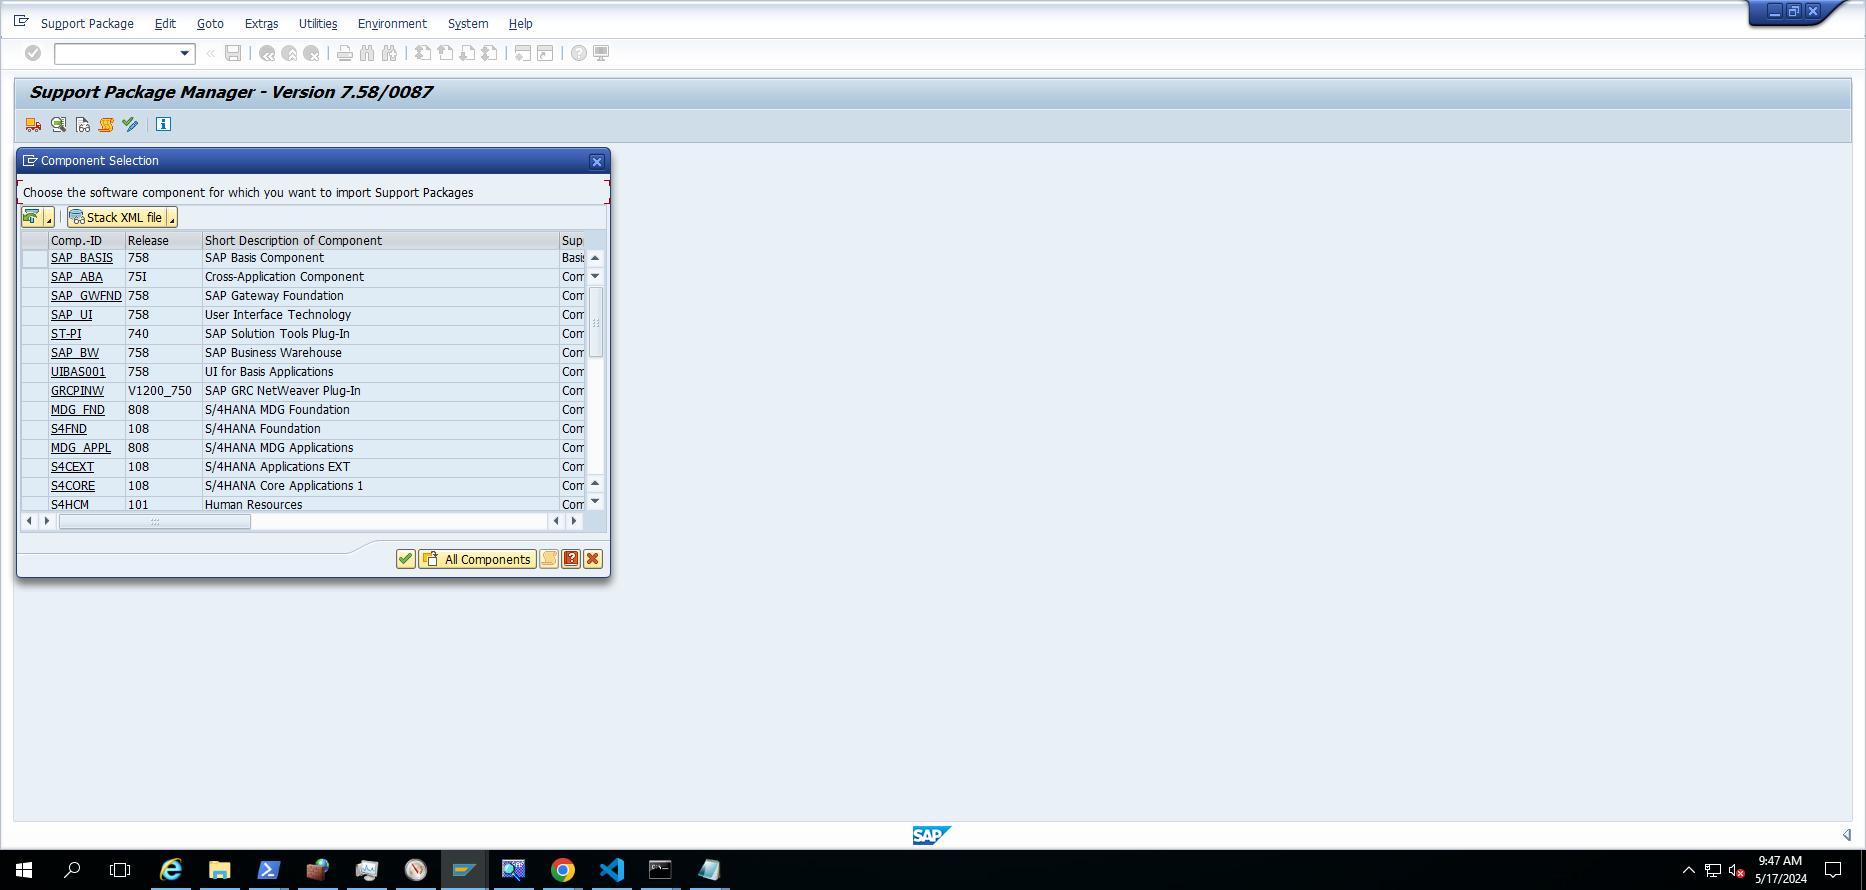 Support Package Edit Goto Extras Utilities Environment System Help
Support Package Manager - Version 7.58/0087
Component Selection
Choose the software component for which you want to import Support Packages
Stack XML file
Comp.-ID Release Short Description of Component Sup
SAP_BASIS 758 SAP Basis Component Basis
SAP_ABA 75I Cross-Application Component Com
SAP_GWFND 758 SAP Gateway Foundation Com
SAP_UI 758 User Interface Technology Com
ST-PI 740 SAP Solution Tools Plug-In Com
SAP_BW 758 SAP Business Warehouse Com
UIBAS001 758 UI for Basis Applications Com
GRCPINW V1200_750 SAP GRC NetWeaver Plug-In Com
MDG_FND 808 S/4HANA MDG Foundation Com
S4FND 108 S/4HANA Foundation Com
MDG_APPL 808 S/4HANA MDG Applications Com
S4CEXT 108 S/4HANA Applications EXT Com
S4CORE 108 S/4HANA Core Applications 1 Com
S4HCM 101 Human Resources Com
All Components
SAP
9:47 AM
5/17/2024